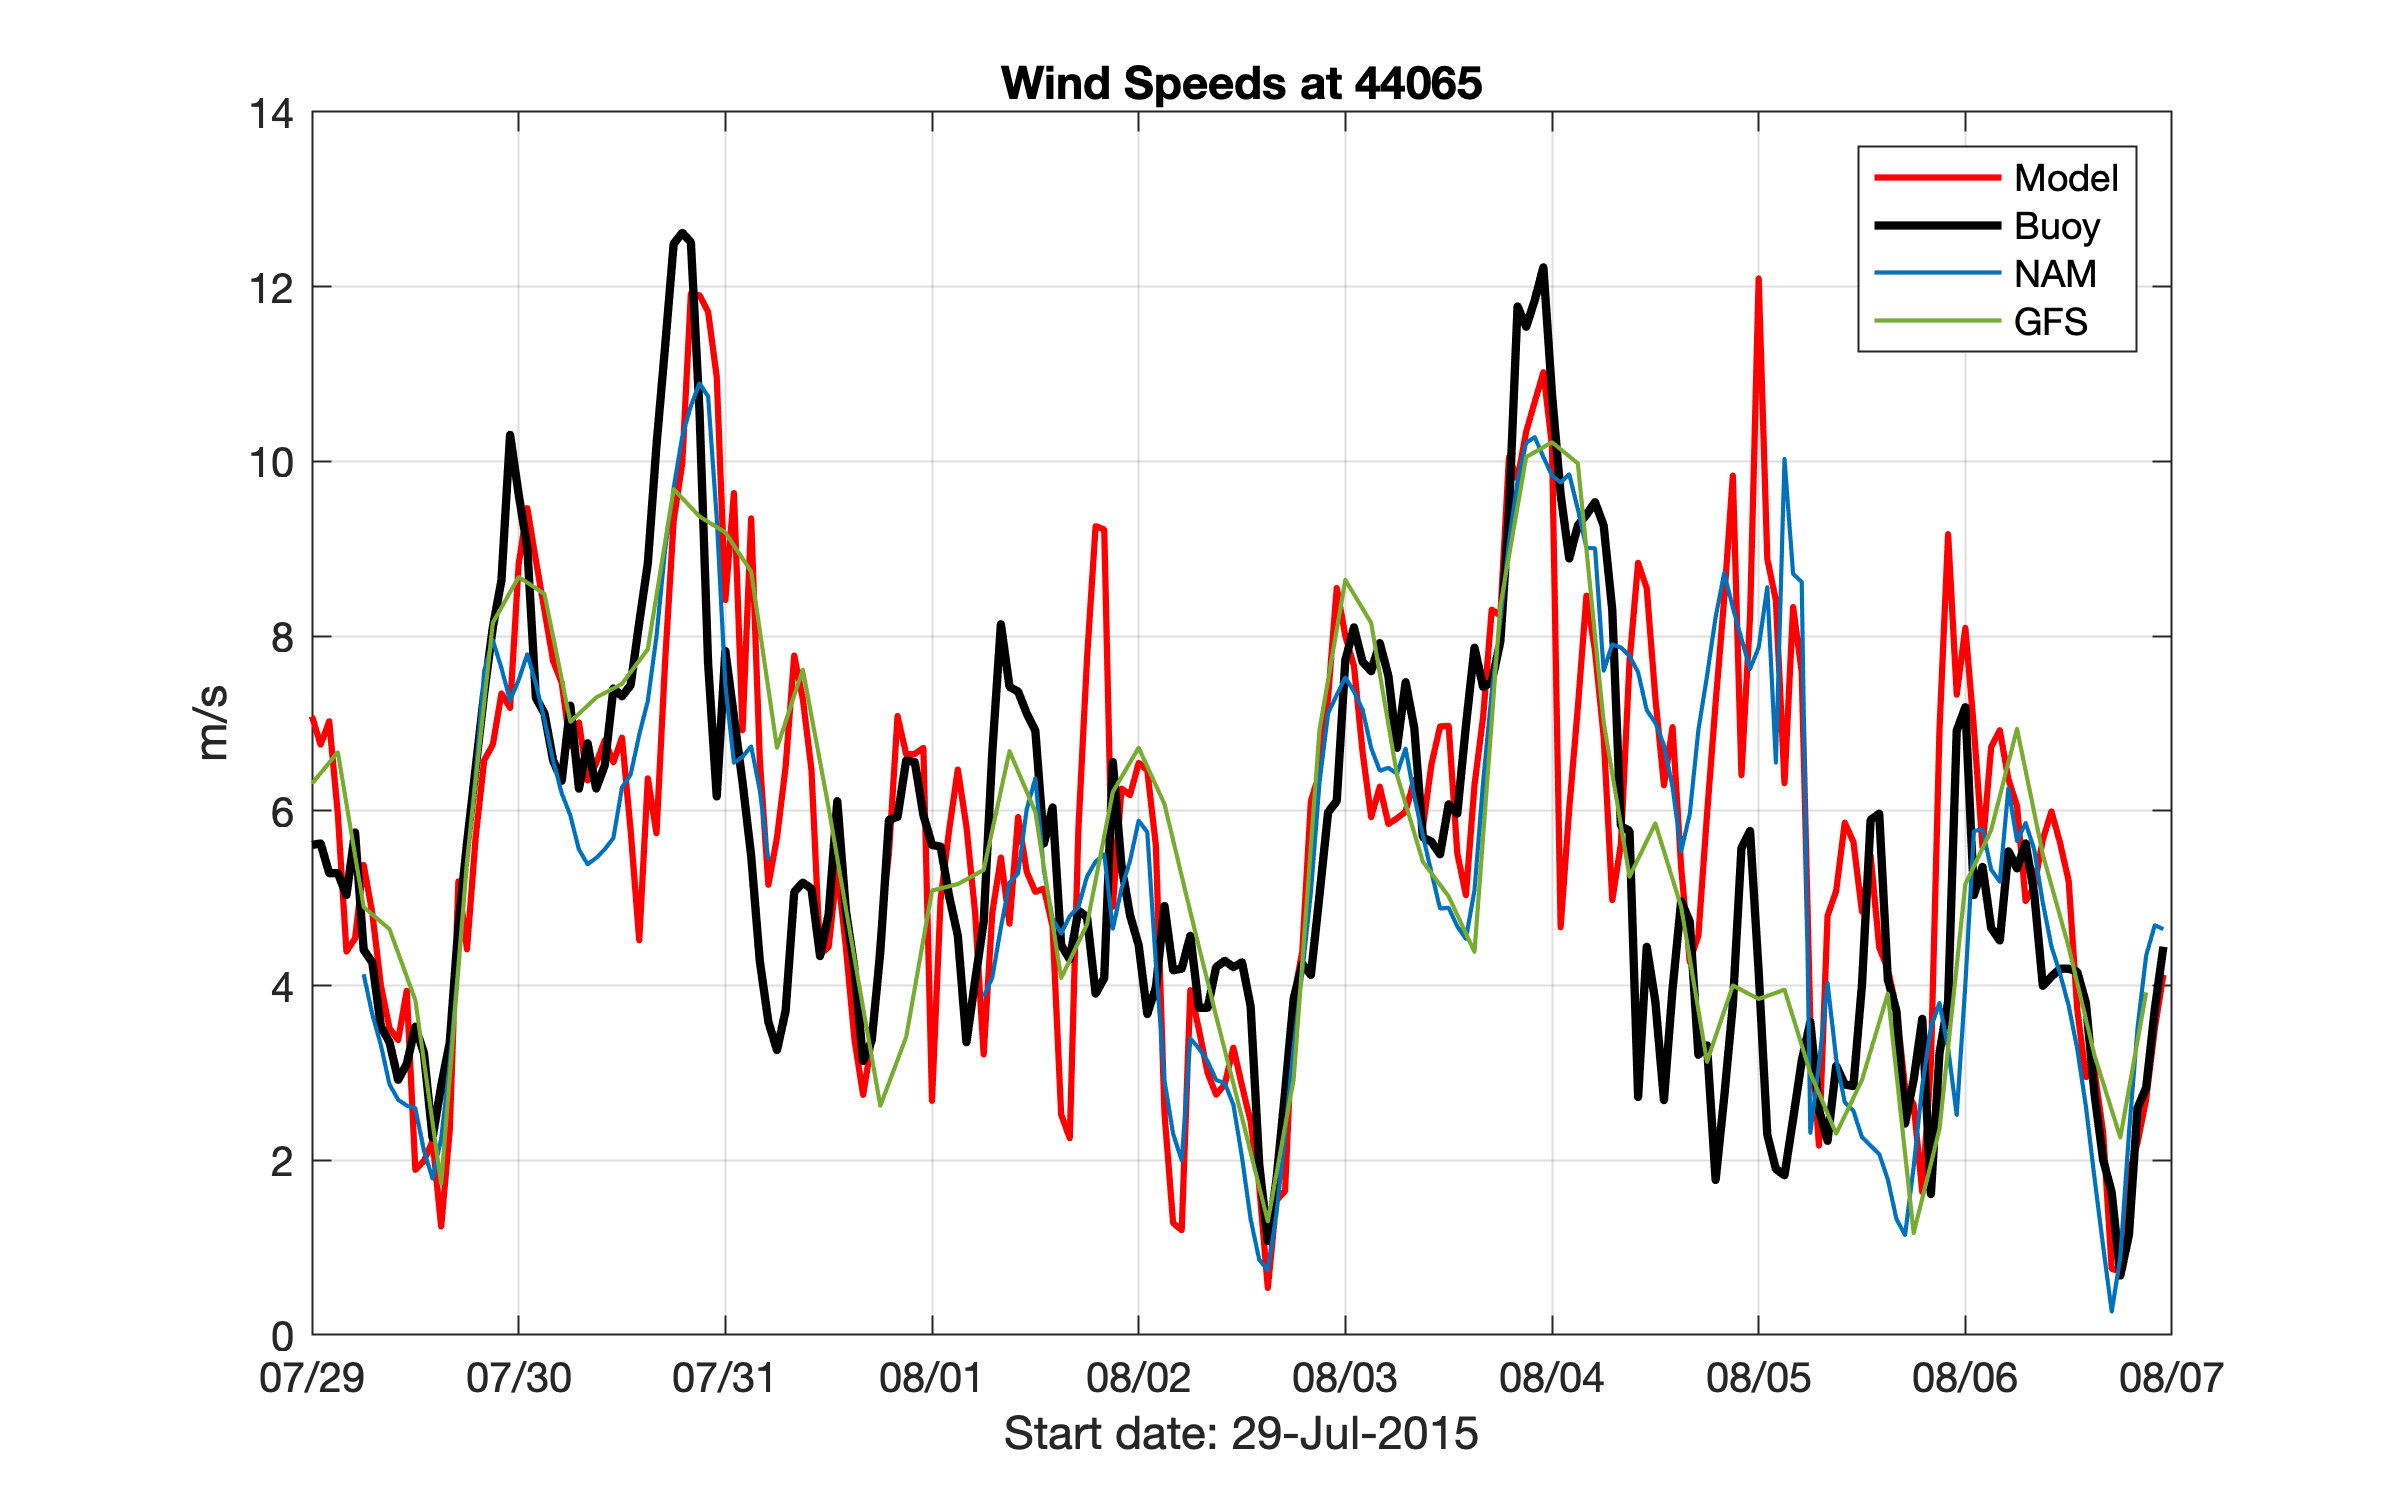 Wind Speeds at 44065
14
12
10
8
6
4
2
0
m/s
Model
Buoy
NAM
GFS
07/29 07/30 07/31 08/01 08/02 08/03 08/04 08/05 08/06 08/07
Start date: 29-Jul-2015